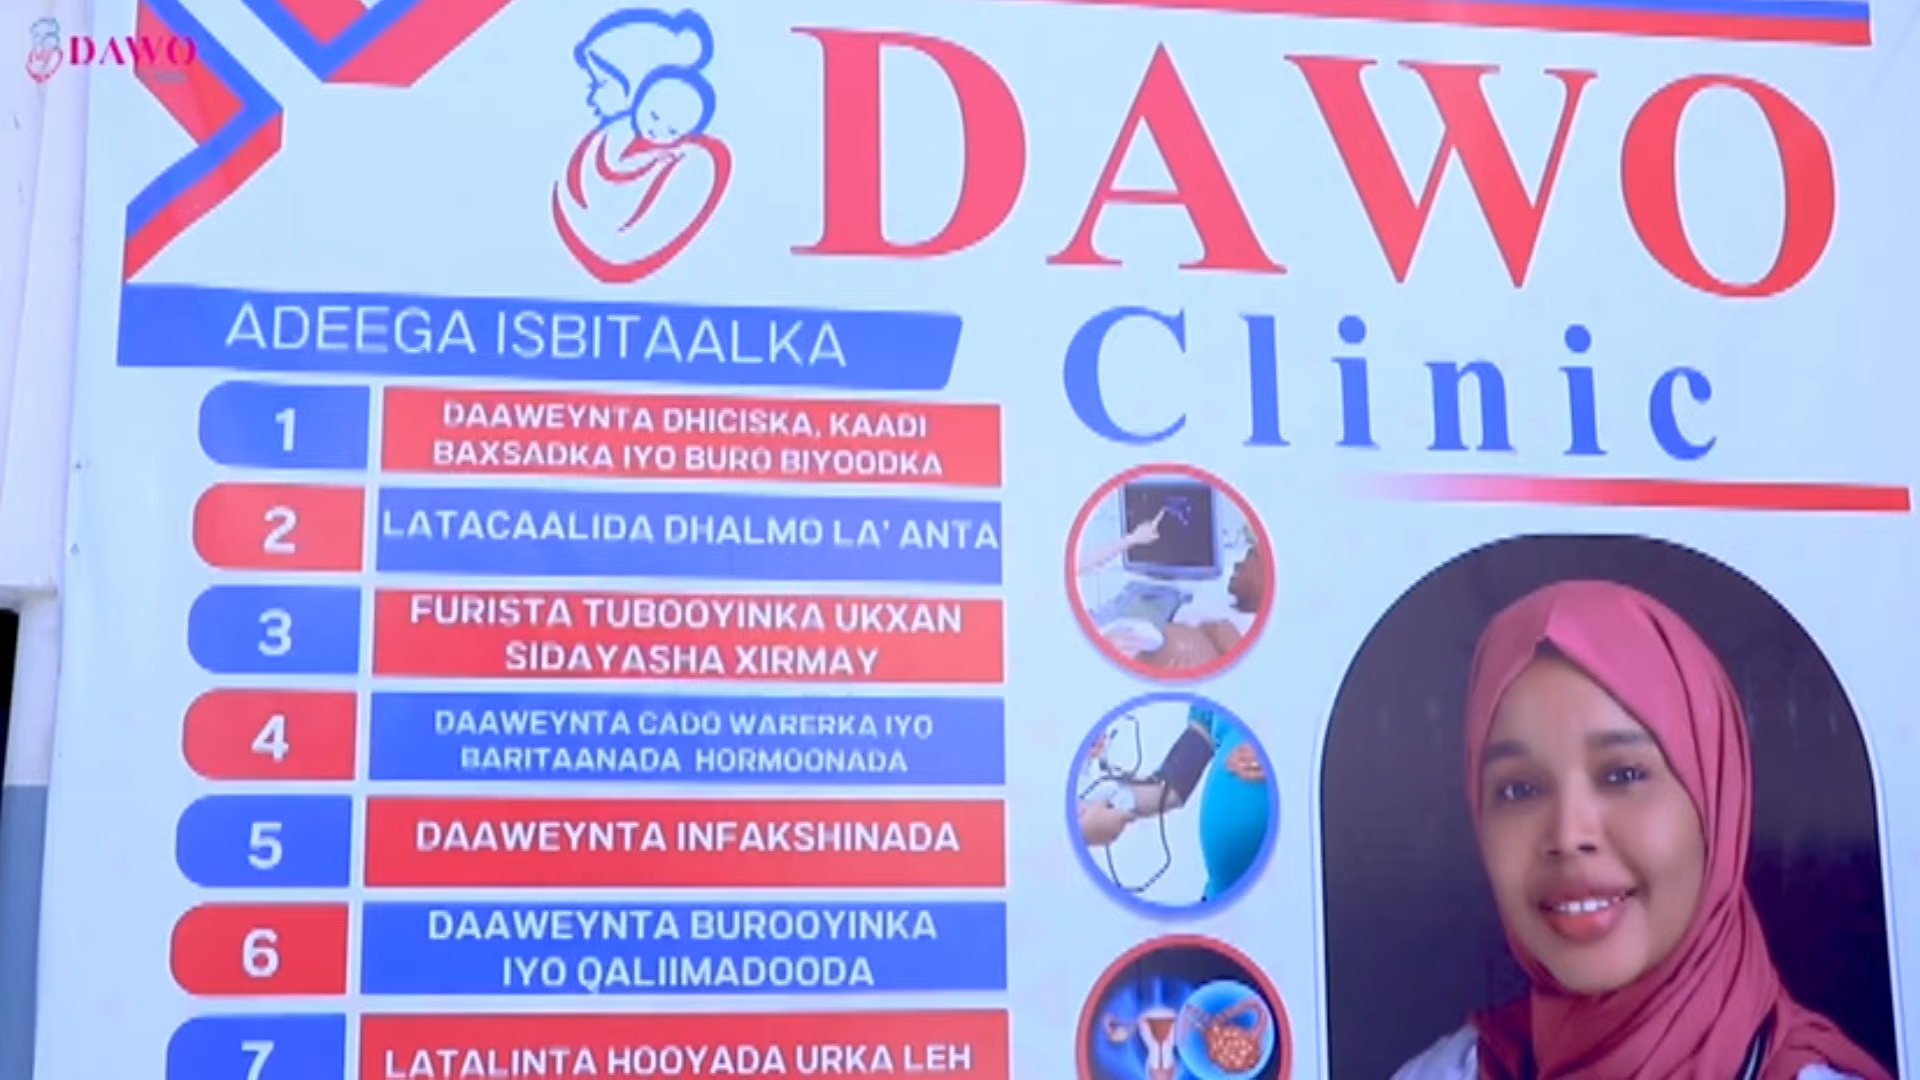 DAWO
DAWO
Clinic
ADEEGA ISBITAALKA
1
DAAWEYNTA DHICISKA, KAADI
BAXSADKA IYO BURO BIYOODKA
2
LATACAALIDA DHALMO LA' ANTA
3
FURISTA TUBOOYINKA UKXAN
SIDAYASHA XIRMAY
4
DAAWEYNTA CADO WARERKA IYO
BARITAANADA HORMOONADA
5
DAAWEYNTA INFAKSHINADA
6
DAAWEYNTA BUROOYINKA
IYO QALIIMADOODA
7
LATALINTA HOOYADA URKA LEH